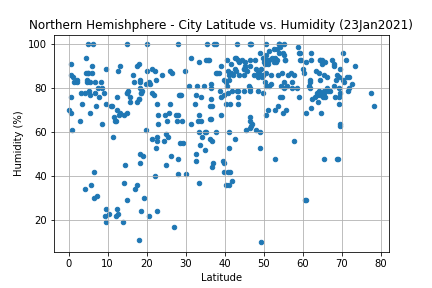 Northern Hemishphere - City Latitude vs. Humidity (23Jan2021)
100
80
60
40
20
Humidity (%)
0 10 20 30 40 50 60 70 80
Latitude